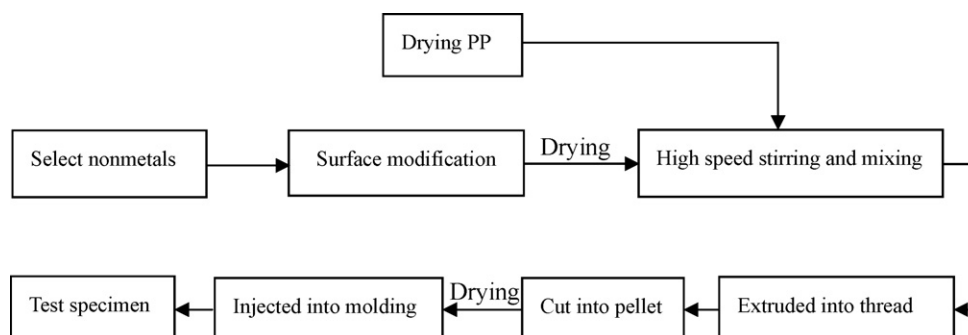 Drying PP
Select nonmetals
Surface modification
Drying
High speed stirring and mixing
Test specimen
Injected into molding
Drying
Cut into pellet
Extruded into thread